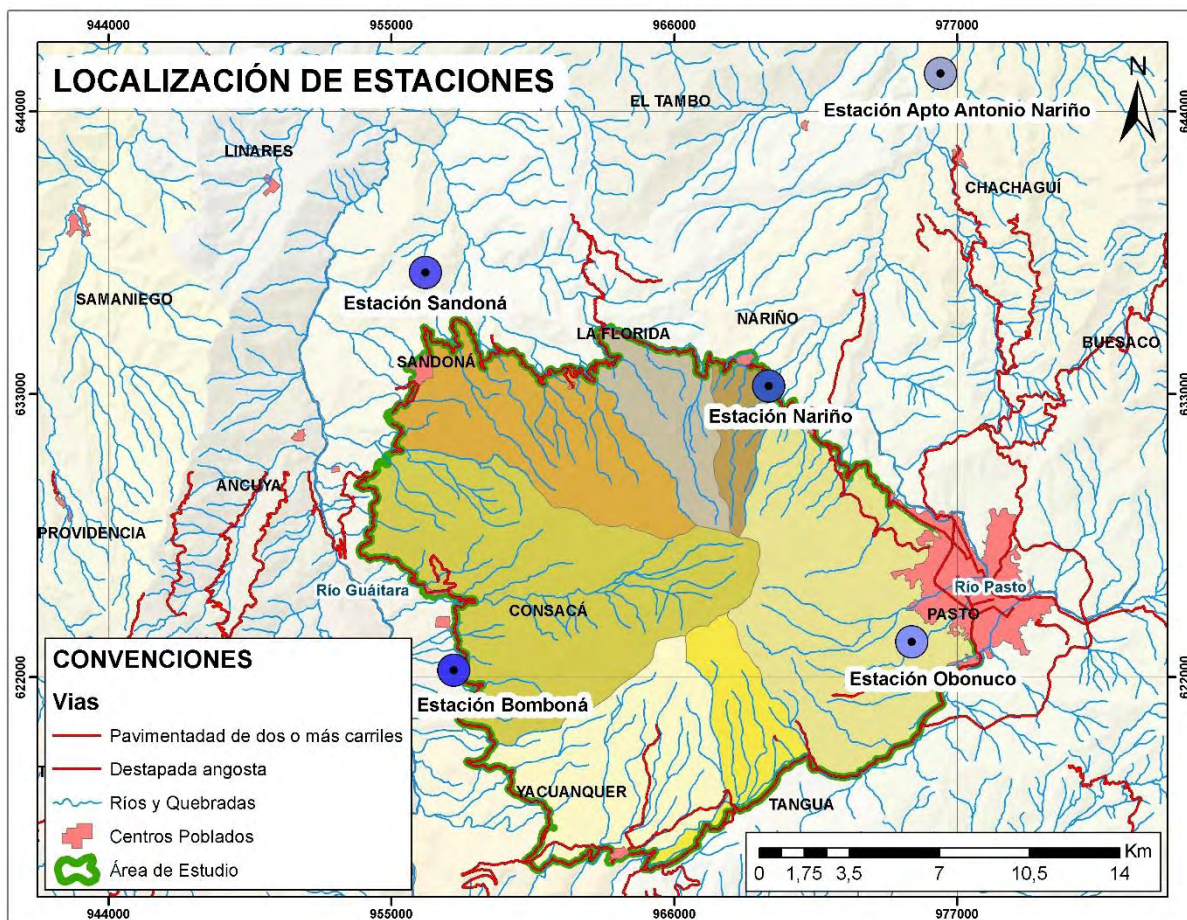 944000 955000 966000 977000
LOCALIZACIÓN DE ESTACIONES
N
EL TAMBO
Estación Apto Antonio Nariño
644000 644000
LINARES
CHACHAGUÍ
SAMANIEGO
Estación Sandoná
NARIÑO
LA FLORIDA
BUESACO
SANDONÁ
633000 633000
Estación Nariño
ANCUYA
PROVIDENCIA
Río Guáitara
CONSACÁ
Río Pasto
PASTO
622000
Estación Obonuco
Estación Bomboná
YACUANQUER
TANGUA
CONVENCIONES
Vias
Pavimentadad de dos o más carriles
Destapada angosta
Ríos y Quebradas
Centros Poblados
Área de Estudio
Km
0 1,75 3,5 7 10,5 14
944000 955000 966000 977000